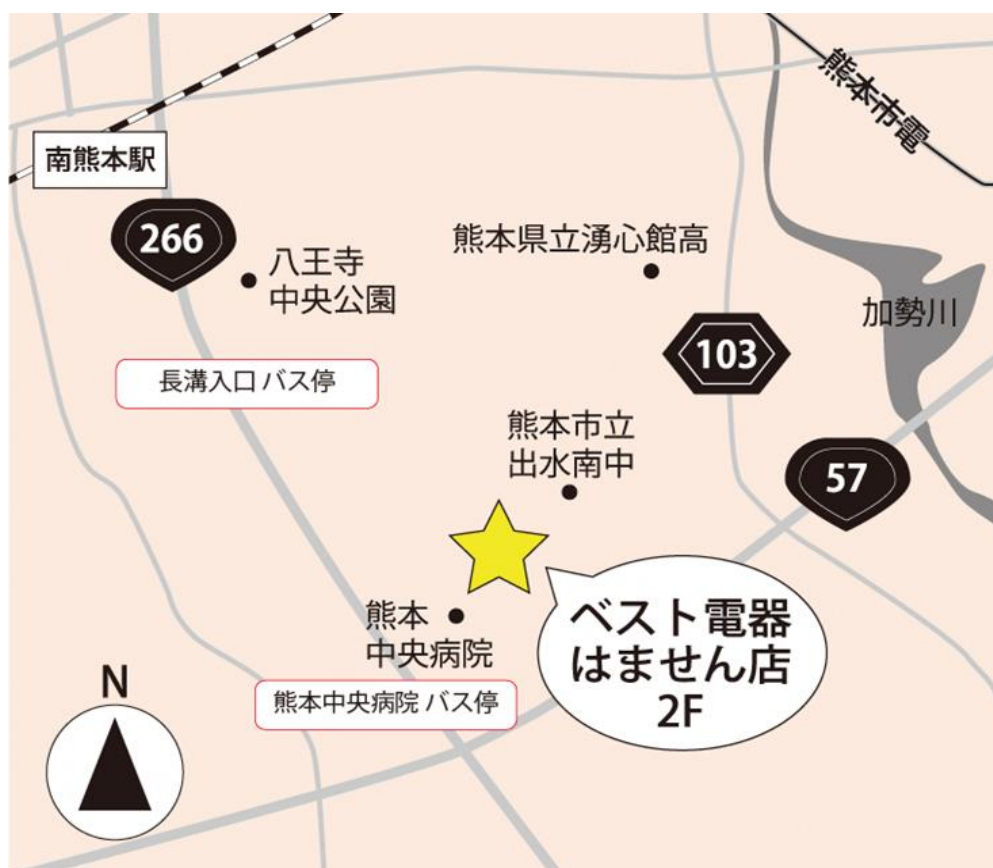 熊本市電
南熊本駅
266
熊本県立湧心館高
八王寺
中央公園
加勢川
103
長溝入口 バス停
熊本市立
出水南中
57
ベスト電器
はません店
2F
熊本
中央病院
熊本中央病院 バス停
N